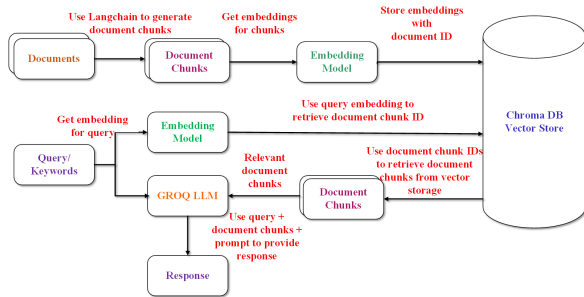 Use Langchain to generate
document chunks
Get embeddings
for chunks
Store embeddings
with
document ID
Documents
Document
Chunks
Embedding
Model
Chroma DB
Vector Store
Get embedding
for query
Embedding
Model
Use query embedding to
retrieve document chunk ID
Query/
Keywords
GROQ LLM
Relevant
document
chunks
Document
Chunks
Use document chunk IDs
to retrieve document
chunks from vector
storage
Use query +
document chunks +
prompt to provide
response
Response